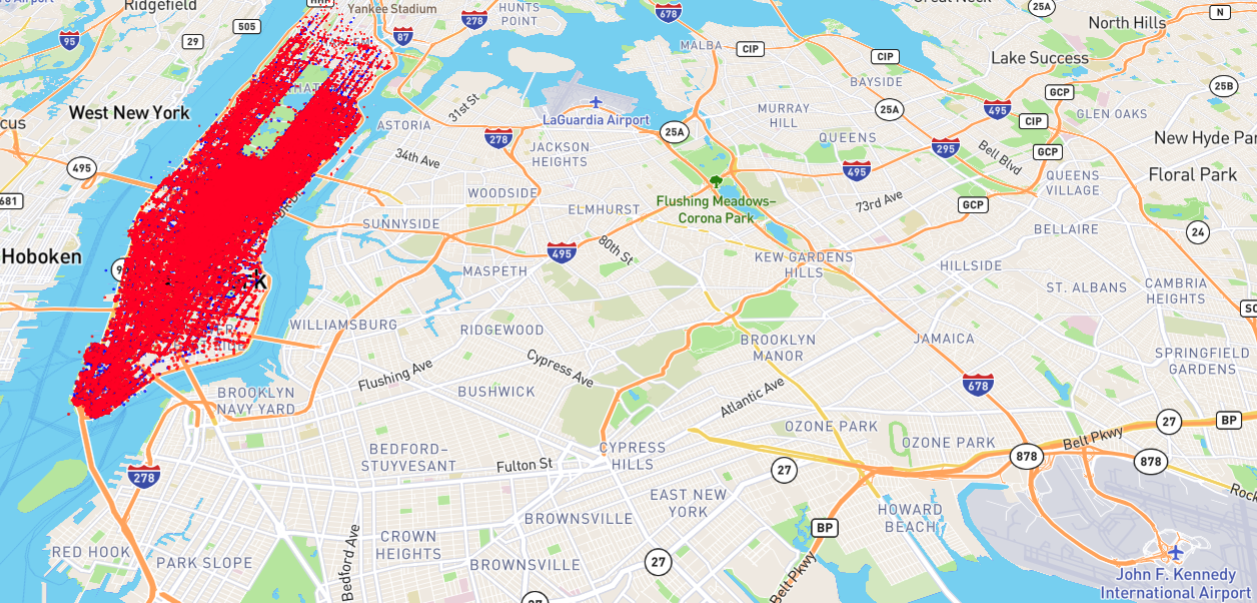 Ridgefield
Yankee Stadium
HUNTS
POINT
678
25A
N
505
278
87
North Hills
95
29
MALBA
CIP
CIP
Lake Success
BAYSIDE
GCP
25B
West New York
31st St
LaGuardia Airport
MURRAY
HILL
25A
495
GLEN OAKS
cus
ASTORIA
278
25A
CIP
QUEENS
New Hyde Par
JACKSON
HEIGHTS
295
Bell Blvd
GCP
34th Ave
495
495
QUEENS
VILLAGE
Floral Park
681
WOODSIDE
Flushing Meadows–
Corona Park
73rd Ave
GCP
ELMHURST
SUNNYSIDE
BELLAIRE
24
Hoboken
495
80th St
KEW GARDENS
HILLS
MASPETH
HILLSIDE
rk
ST. ALBANS
CAMBRIA
HEIGHTS
WILLIAMSBURG
RIDGEWOOD
BROOKLYN
MANOR
JAMAICA
SPRINGFIELD
GARDENS
Cypress Ave
Flushing Ave
BUSHWICK
678
BROOKLYN
NAVY YARD
Atlantic Ave
27
BP
OZONE PARK
OZONE PARK
Belt Pkwy
BEDFORD–
STUYVESANT
CYPRESS
HILLS
878
878
Fulton St
27
278
EAST NEW
YORK
HOWARD
BEACH
BROWNSVILLE
BP
Bedford Ave
CROWN
HEIGHTS
RED HOOK
PARK SLOPE
BROWNSVILLE
27
Belt Pkwy
John F. Kennedy
International Airport